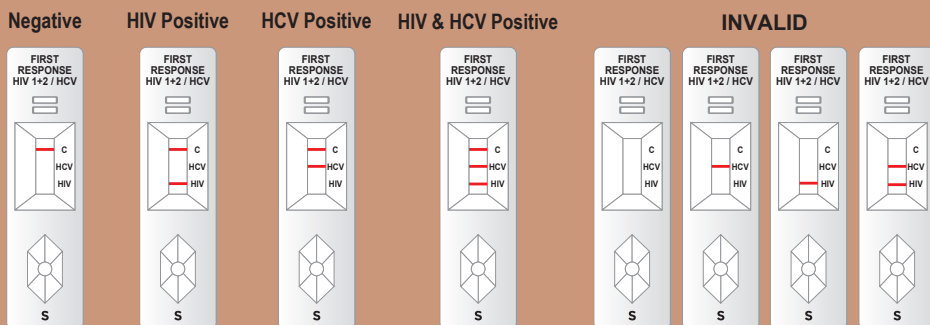 Negative
HIV Positive
HCV Positive
HIV & HCV Positive
INVALID
FIRST
RESPONSE
HIV 1+2 / HCV
C
HCV
HIV
S
FIRST
RESPONSE
HIV 1+2 / HCV
C
HCV
HIV
S
FIRST
RESPONSE
HIV 1+2 / HCV
C
HCV
HIV
S
FIRST
RESPONSE
HIV 1+2 / HCV
C
HCV
HIV
S
FIRST
RESPONSE
HIV 1+2 / HCV
C
HCV
HIV
S
FIRST
RESPONSE
HIV 1+2 / HCV
C
HCV
HIV
S
FIRST
RESPONSE
HIV 1+2 / HCV
C
HCV
HIV
S
FIRST
RESPONSE
HIV 1+2 / HCV
C
HCV
HIV
S